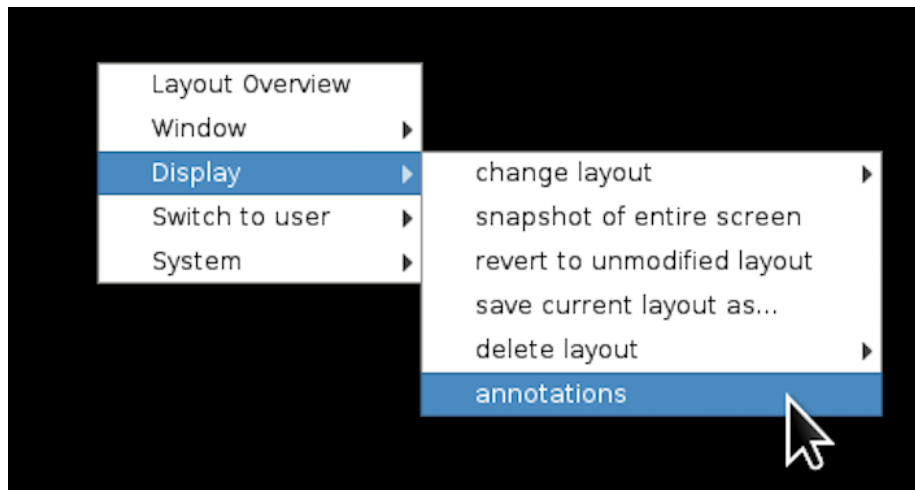 Layout Overview
Window
Display
Switch to user
System
change layout
snapshot of entire screen
revert to unmodified layout
save current layout as...
delete layout
annotations